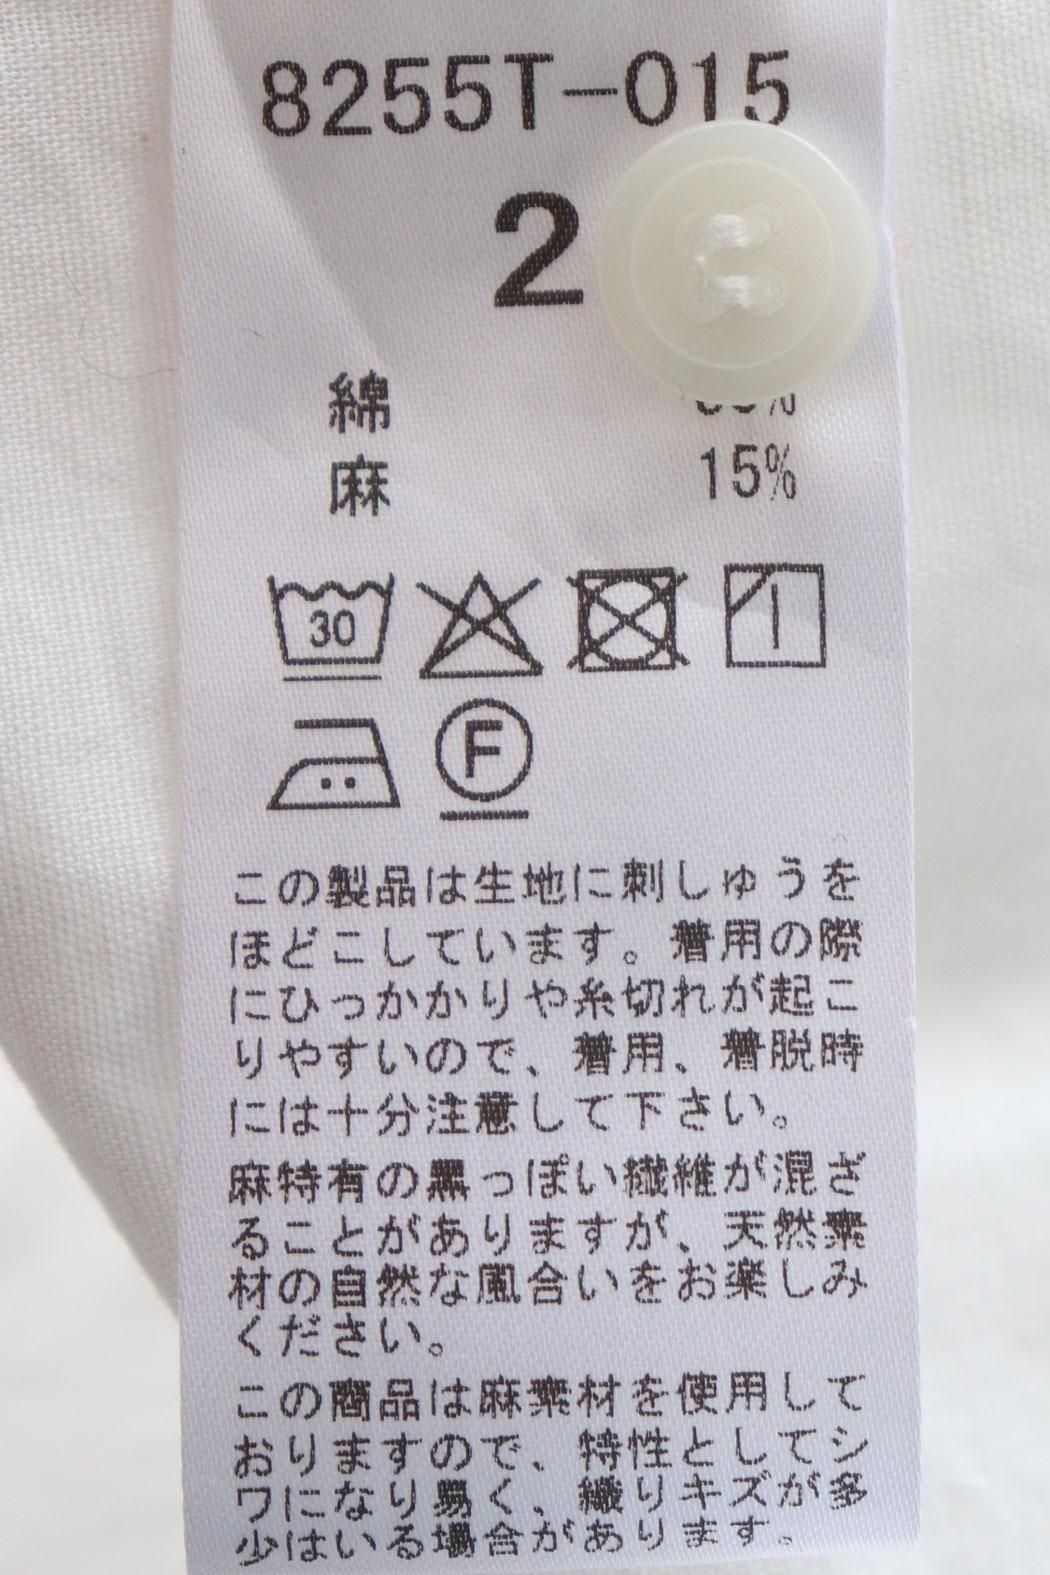 8255T-015
2
綿
麻 15%
30
F
この製品は生地に刺しゅうを
ほどこしています。着用の際
にひっかかりや糸切れが起こ
りやすいので、着用、着脱時
には十分注意して下さい。
麻特有の黒っぽい繊維が混ざ
ることがありますが、天然素
材の自然な風合いをお楽しみ
ください。
この商品は麻素材を使用して
おりますので、特性としてシ
ワになり易く、織りキズが多
少はいる場合があります。